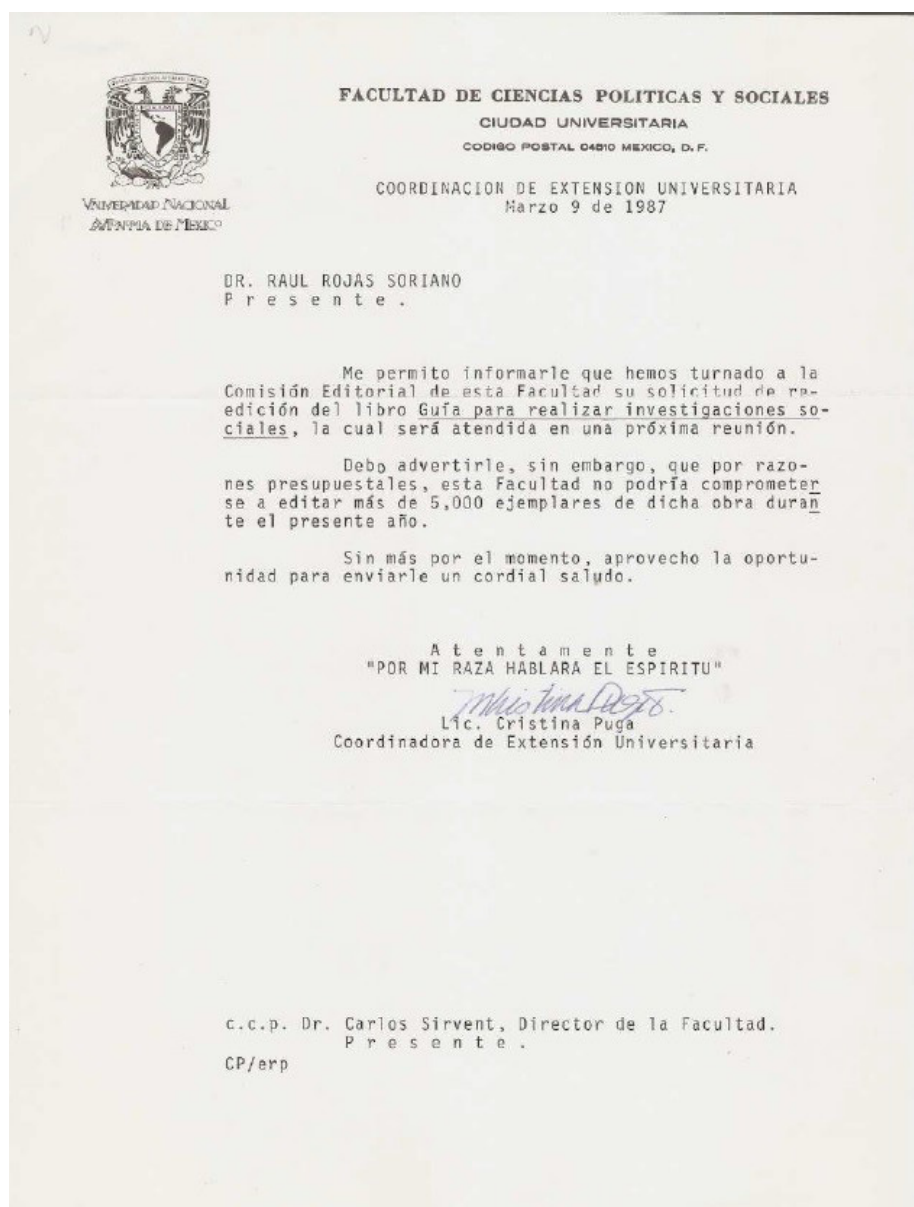 FACULTAD DE CIENCIAS POLITICAS Y SOCIALES
CIUDAD UNIVERSITARIA
CODIGO POSTAL 04510 MEXICO, D. F.
VNIVERSIDAD NACIONAL
AVTNMA DE MEXICO
COORDINACION DE EXTENSION UNIVERSITARIA
Marzo 9 de 1987
DR. RAUL ROJAS SORIANO
P r e s e n t e .
Me permito informarle que hemos turnado a la
Comisión Editorial de esta Facultad su solicitud de re-
edición del libro Guía para realizar investigaciones so-
ciales, la cual será atendida en una próxima reunión.
Debo advertirle, sin embargo, que por razo-
nes presupuestales, esta Facultad no podría comprometer
se a editar más de 5,000 ejemplares de dicha obra duran
te el presente año.
Sin más por el momento, aprovecho la oportu-
nidad para enviarle un cordial saludo.
A t e n t a m e n t e
"POR MI RAZA HABLARA EL ESPIRITU"
Lic. Cristina Puga
Coordinadora de Extensión Universitaria
c.c.p. Dr. Carlos Sirvent, Director de la Facultad.
P r e s e n t e .
CP/erp